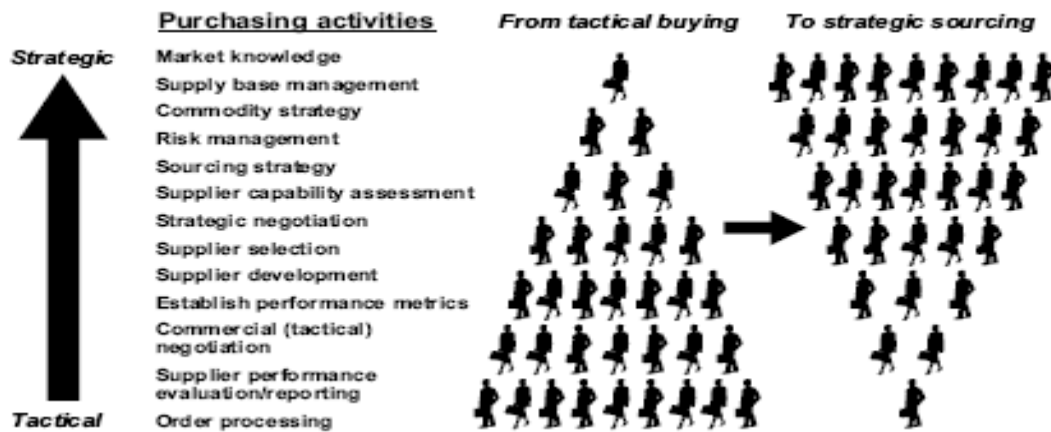 Purchasing activities
From tactical buying
To strategic sourcing
Strategic
Market knowledge
Supply base management
Commodity strategy
Risk management
Sourcing strategy
Supplier capability assessment
Strategic negotiation
Supplier selection
Supplier development
Establish performance metrics
Commercial (tactical)
negotiation
Supplier performance
evaluation/reporting
Tactical
Order processing